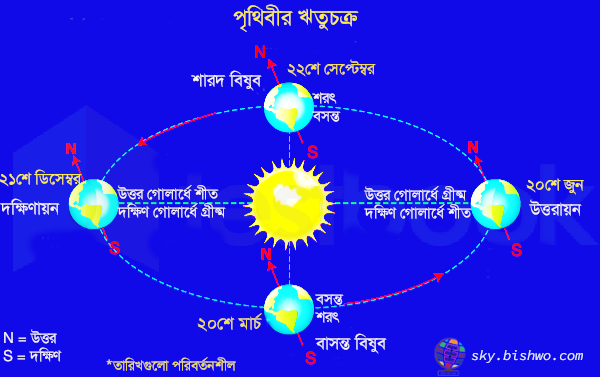 পৃথিবীর ঋতুচক্র
N
২২শে সেপ্টেম্বর
শারদ বিষুব
শরৎ
বসন্ত
S
N
২১শে ডিসেম্বর
দক্ষিণায়ন
উত্তর গোলার্ধে শীত
দক্ষিণ গোলার্ধে গ্রীষ্ম
S
N
উত্তর গোলার্ধে গ্রীষ্ম
দক্ষিণ গোলার্ধে শীত
২০শে জুন
উত্তরায়ন
S
N
২০শে মার্চ
বসন্ত
শরৎ
বাসন্ত বিষুব
S
N = উত্তর
S = দক্ষিণ
*তারিখগুলো পরিবর্তনশীল
sky.bishwo.com